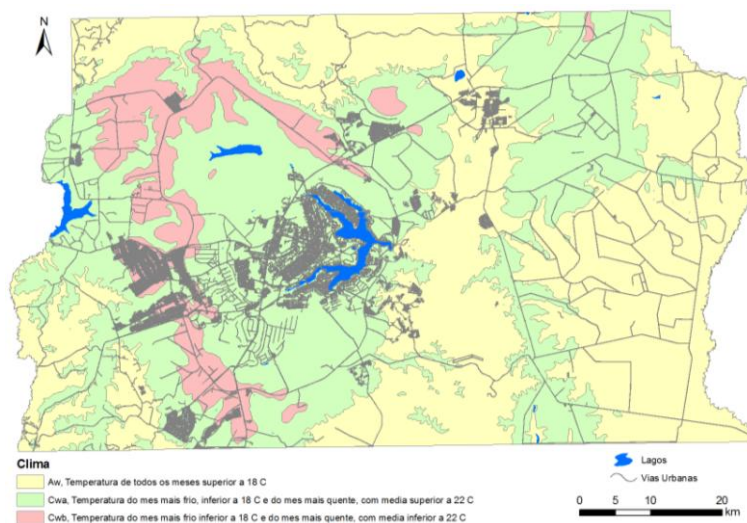 N
Clima
Aw, Temperatura de todos os meses superior a 18 C
Cwa, Temperatura do mes mais frio, inferior a 18 C e do mes mais quente, com media superior a 22 C
Cwb, Temperatura do mes mais frio inferior a 18 C e do mes mais quente, com media inferior a 22 C
Lagos
Vias Urbanas
0 5 10 20
km